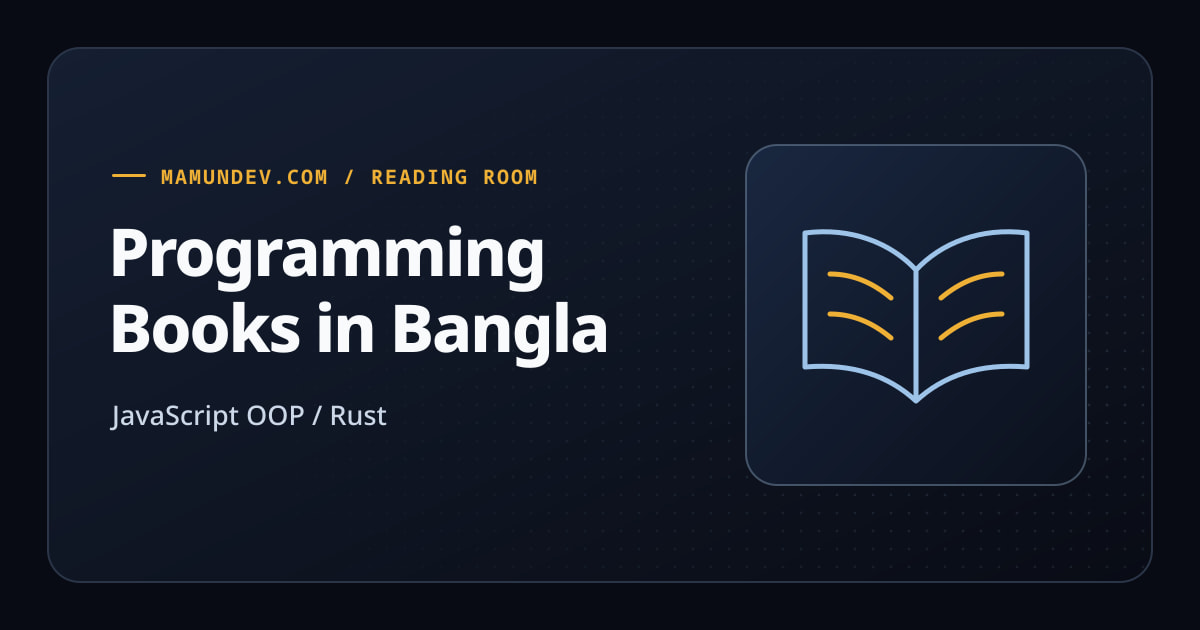 MAMUNDEV.COM / READING ROOM
Programming
Books in Bangla
JavaScript OOP / Rust